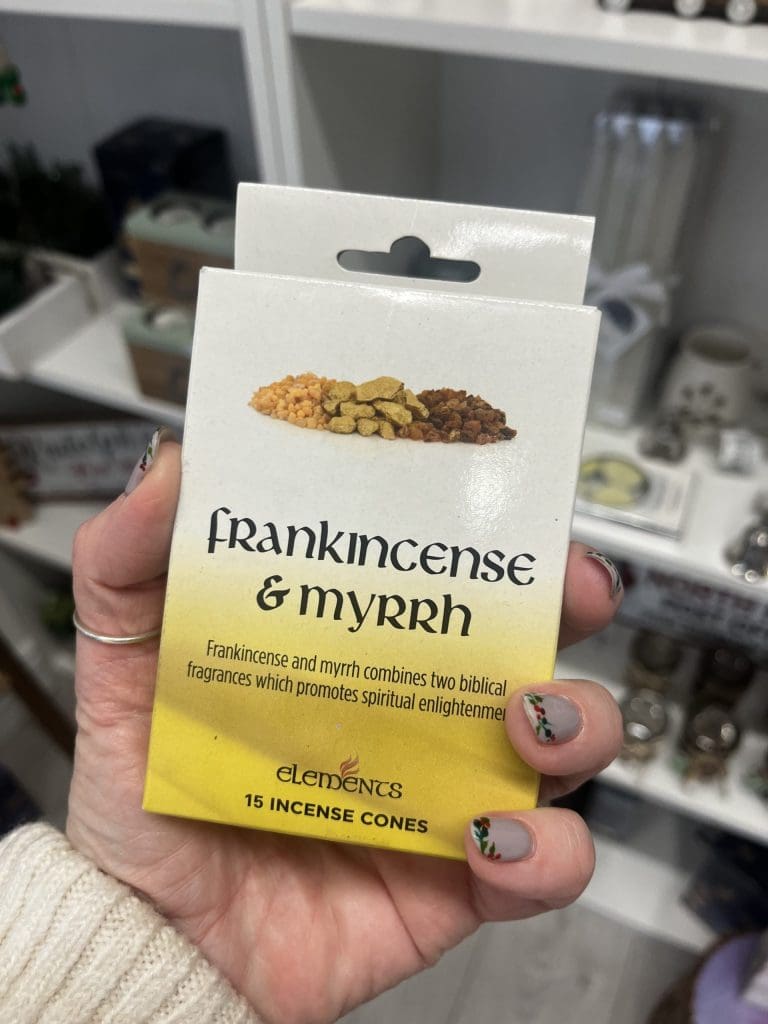 frankincense
& myrrh
Frankincense and myrrh combines two biblical
fragrances which promotes spiritual
elements
15 INCENSE CONES